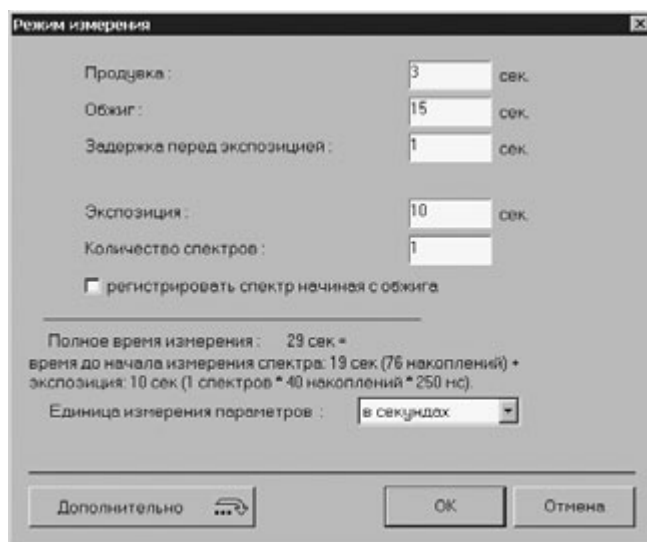 Режим измерения
Продувка : 3 сек.
Обжиг : 15 сек.
Задержка перед экспозицией : 1 сек.
Экспозиция : 10 сек.
Количество спектров : 1
регистрировать спектр начиная с обжига
Полное время измерения : 29 сек =
время до начала измерения спектра: 19 сек (76 накоплений) +
экспозиция: 10 сек (1 спектров * 40 накоплений * 250 мс).
Единица измерения параметров : в секундах
Дополнительно OK Отмена